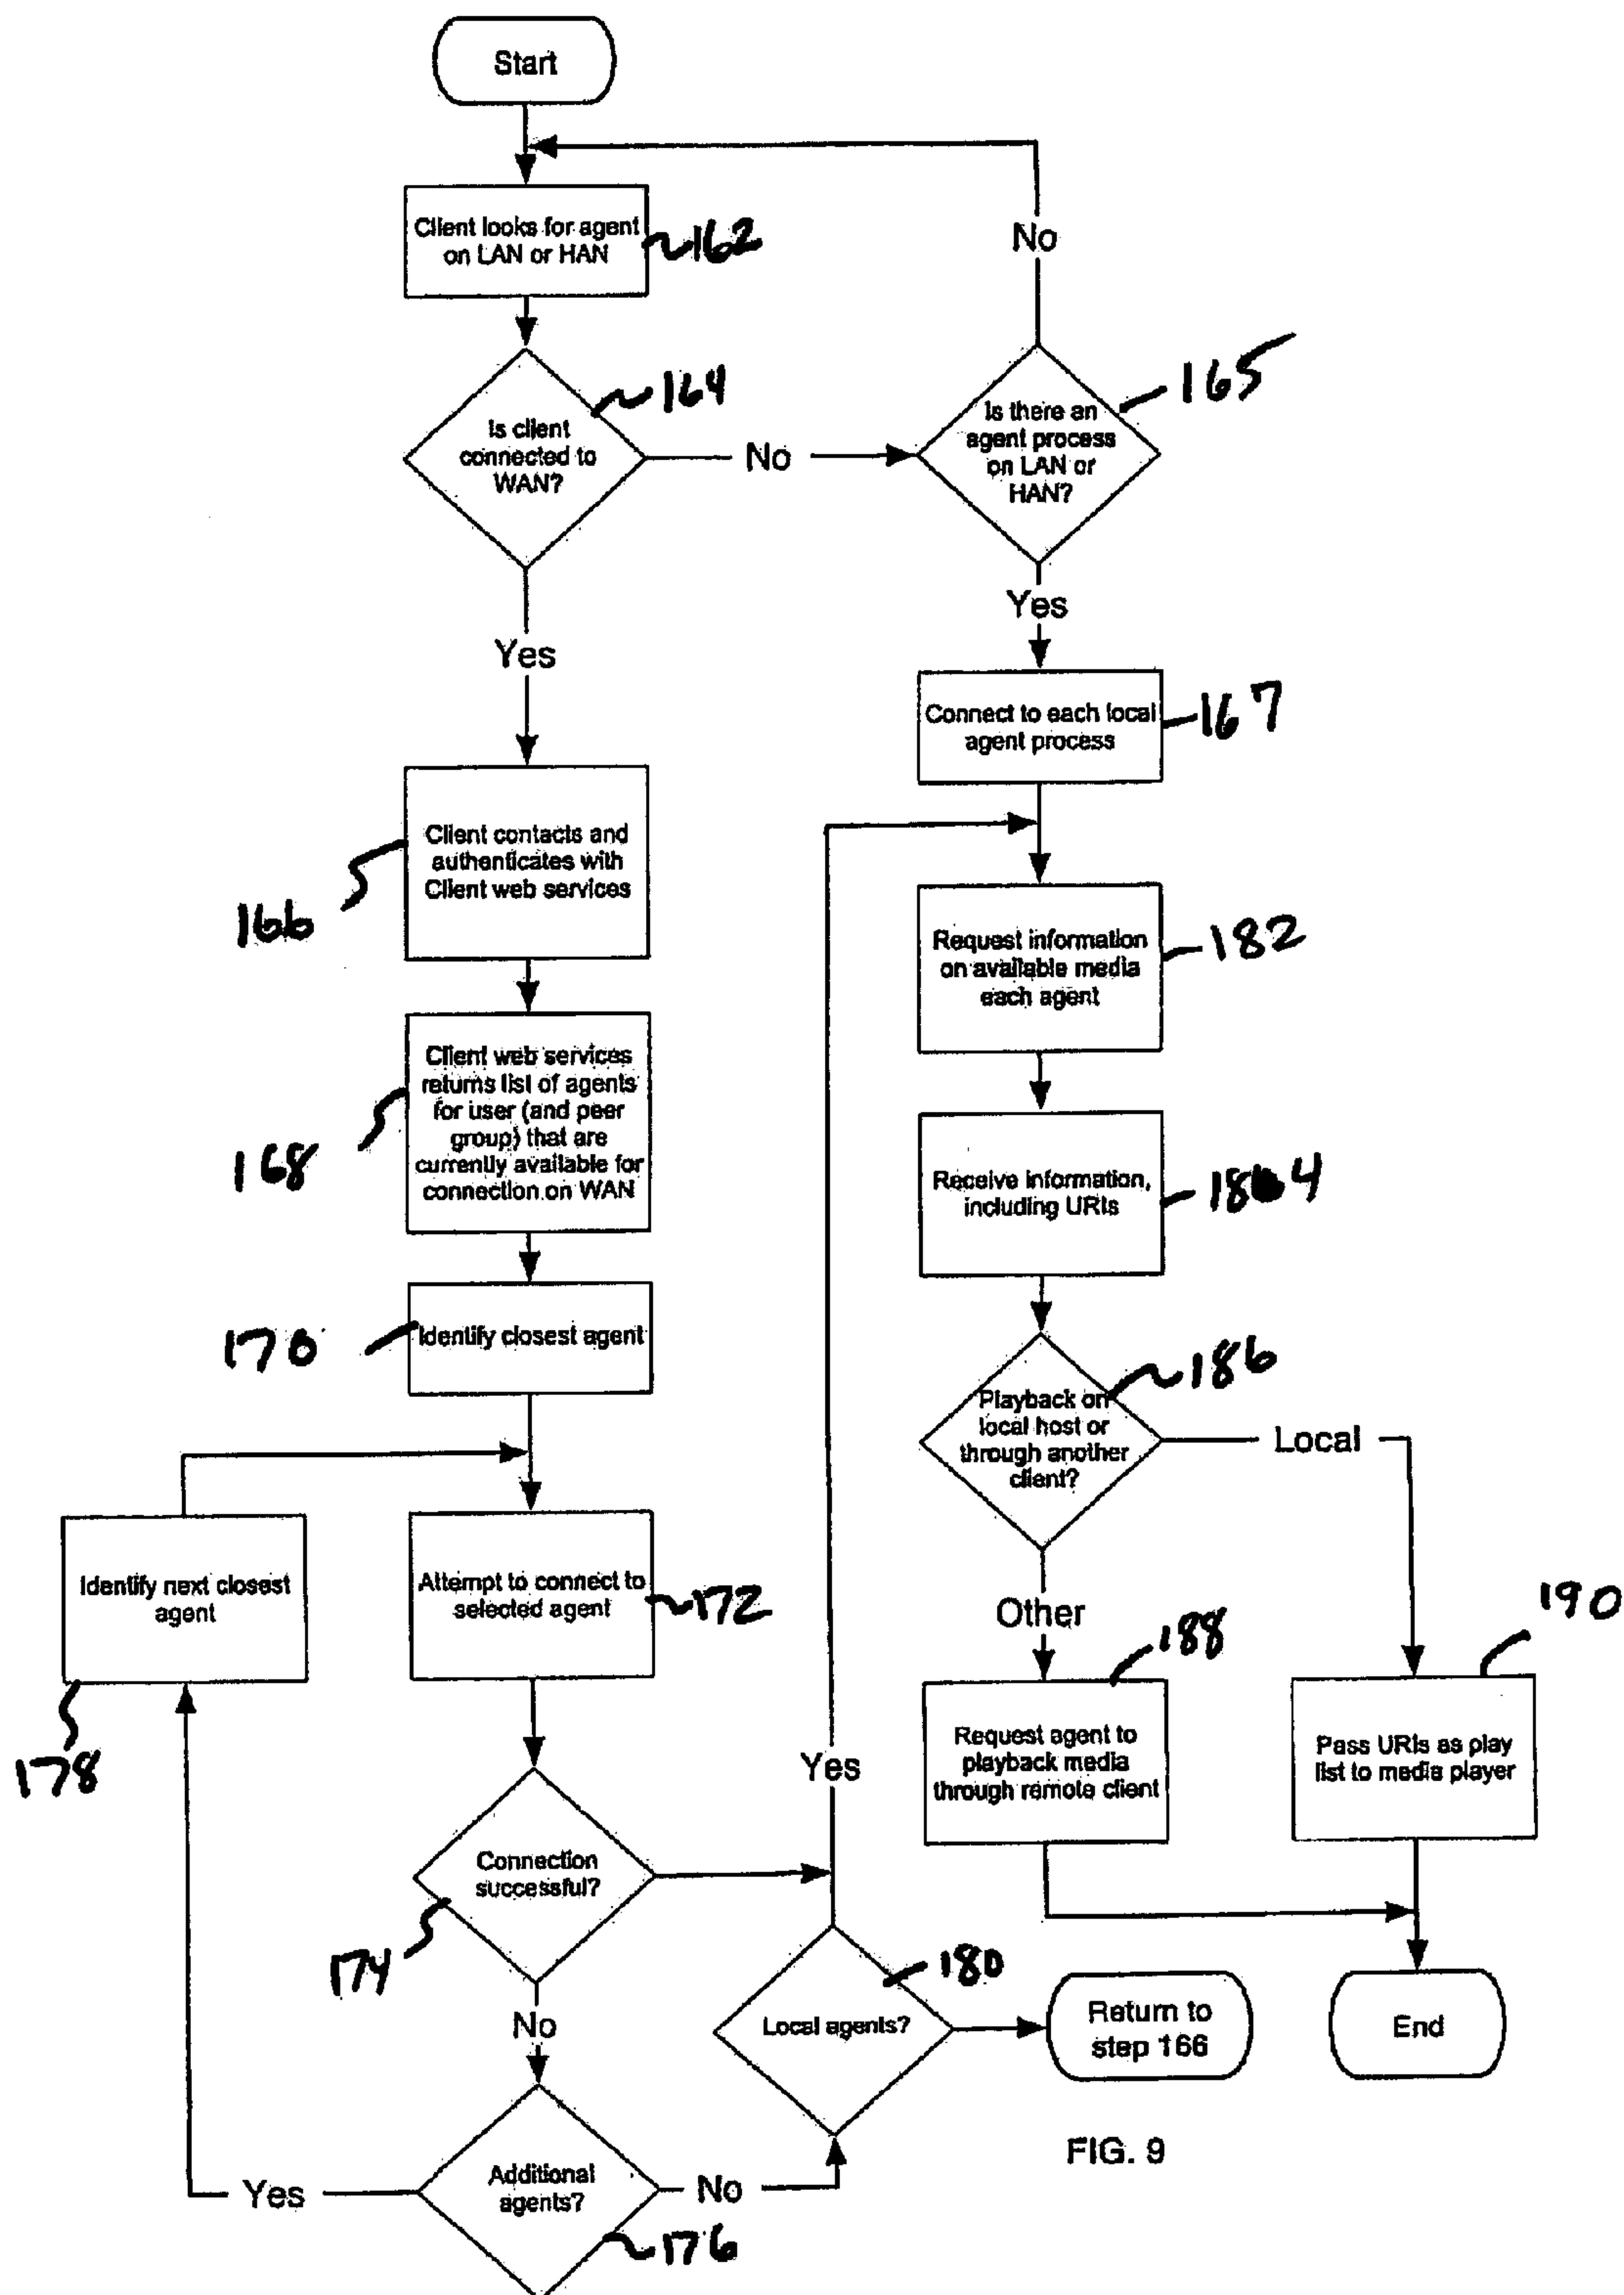 Start
Client looks for agent
on LAN or HAN
162
No
Is client
connected to
WAN?
164
No
Is there an
agent process
on LAN or
HAN?
165
Yes
Yes
Connect to each local
agent process
167
Client contacts and
authenticates with
Client web services
166
Request information
on available media
each agent
182
Client web services
returns list of agents
for user (and peer
group) that are
currently available for
connection on WAN
168
Receive information,
including URIs
184
Identify closest agent
170
Playback on
local host or
through another
client?
186
Local
Identify next closest
agent
178
Attempt to connect to
selected agent
172
Other
Request agent to
playback media
through remote client
188
Pass URIs as play
list to media player
190
Yes
Connection
successful?
174
No
Local agents?
180
Return to
step 166
End
Additional
agents?
176
Yes
No
FIG. 9